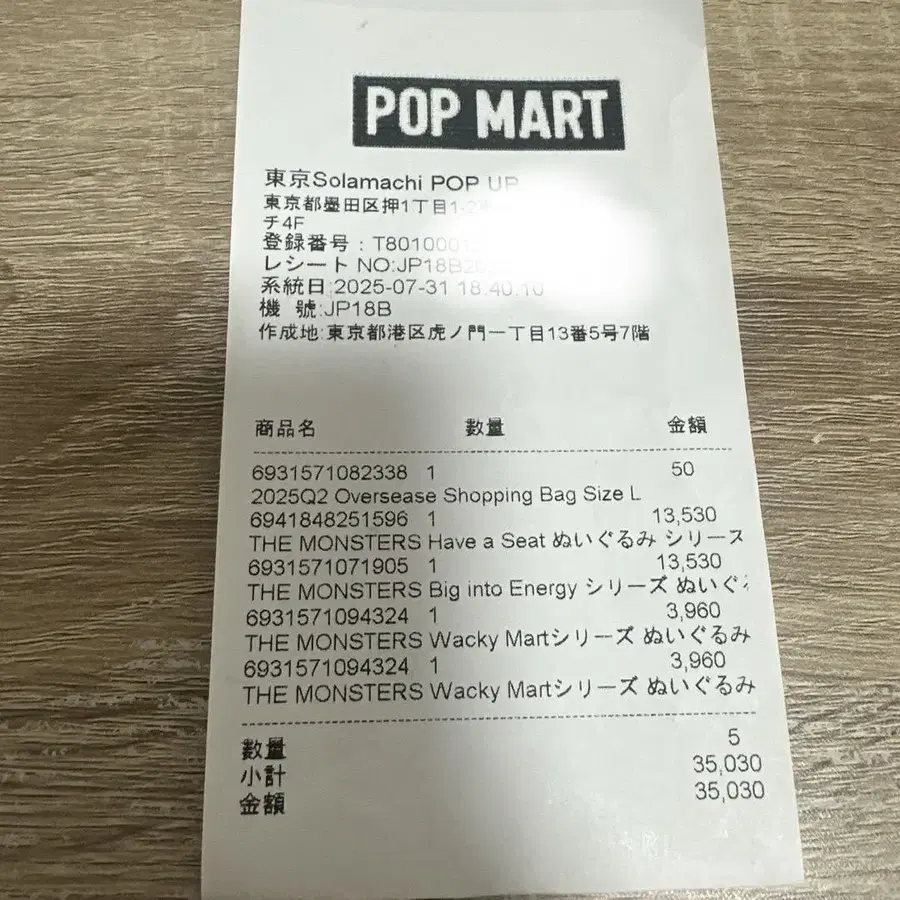 POP MART
東京Solamachi POP UP
東京都墨田区押1丁目1-2
チ4F
登録番号：T8010001
レシート NO:JP18B2
系統日:2025-07-31 18:40:10
機 號:JP18B
作成地:東京都港区虎ノ門一丁目13番5号7階
商品名 数量 金額
6931571082338 1 50
2025Q2 Oversease Shopping Bag Size L
6941848251596 1 13,530
THE MONSTERS Have a Seat ぬいぐるみ シリーズ
6931571071905 1 13,530
THE MONSTERS Big into Energy シリーズ ぬいぐ
6931571094324 1 3,960
THE MONSTERS Wacky Martシリーズ ぬいぐるみ
6931571094324 1 3,960
THE MONSTERS Wacky Martシリーズ ぬいぐるみ
数量 5
小計 35,030
金額 35,030